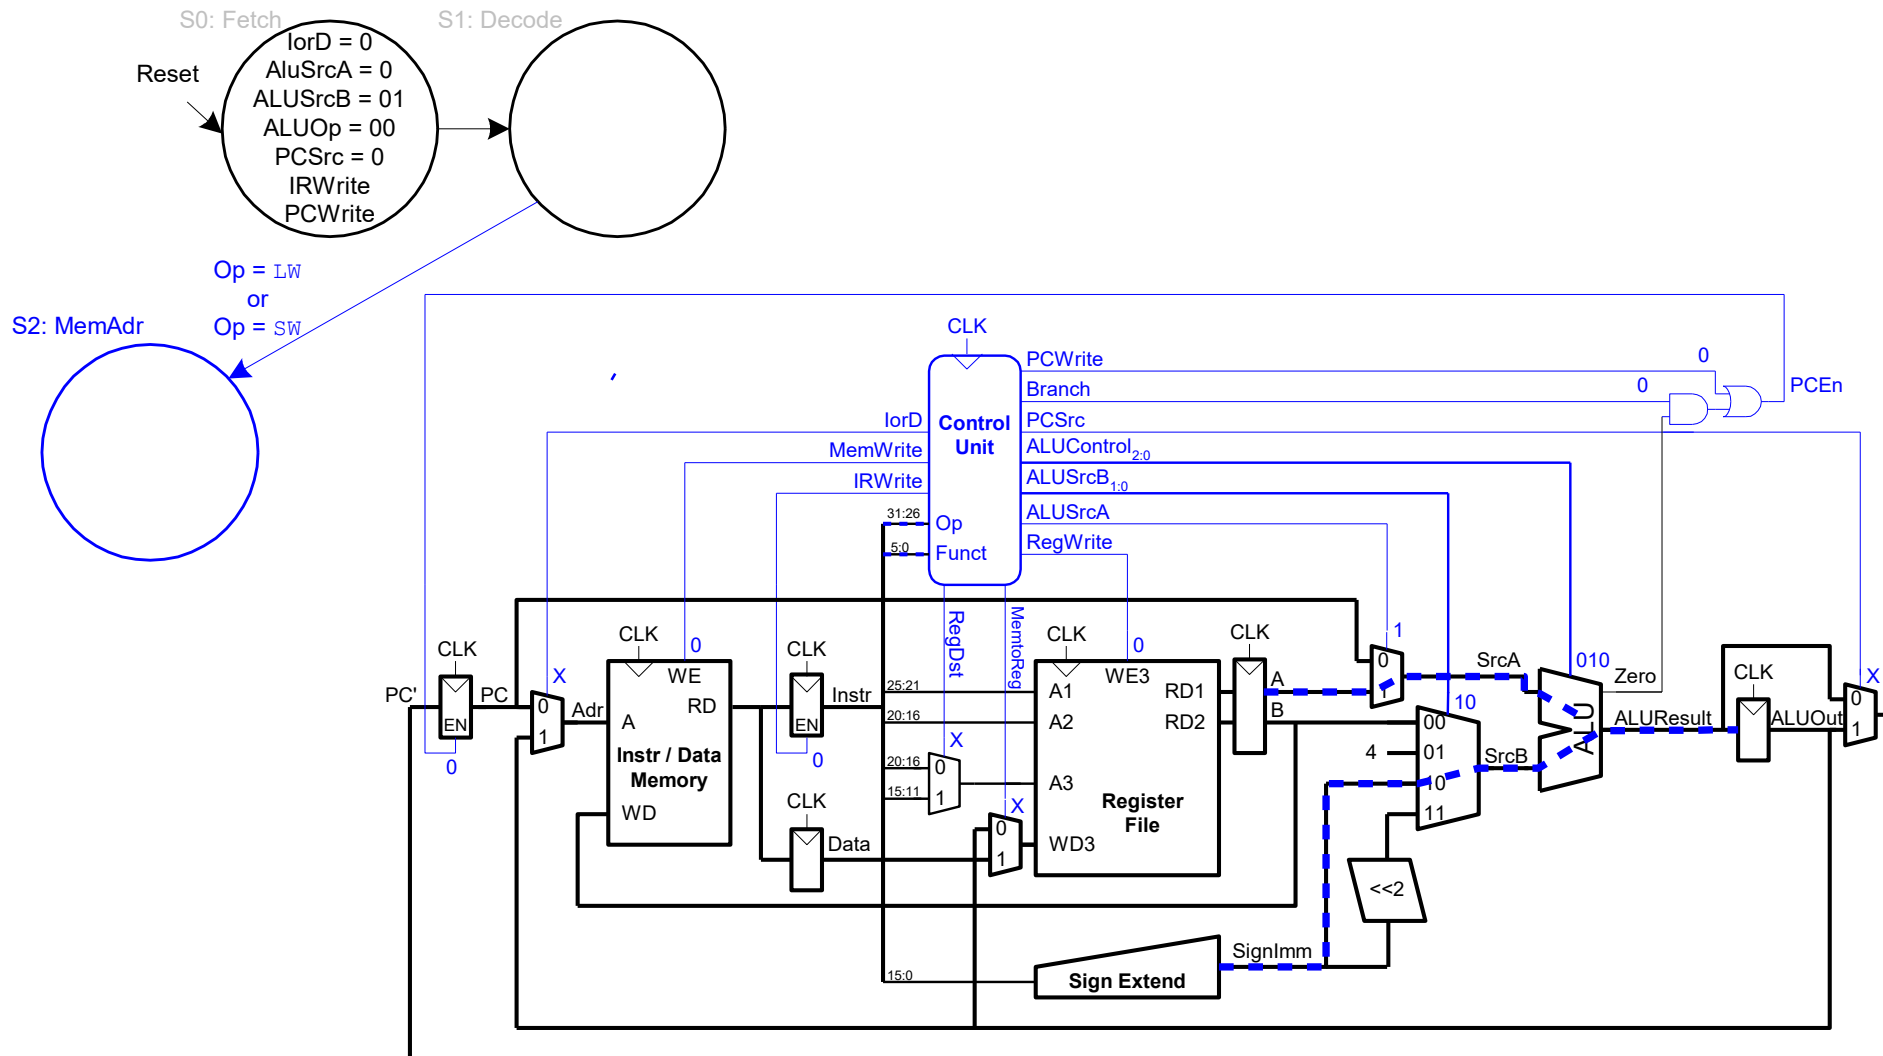 S0: Fetch
S1: Decode
Reset
IorD = 0
AluSrcA = 0
ALUSrcB = 01
ALUOp = 00
PCSrc = 0
IRWrite
PCWrite
Op = LW
or
Op = SW
S2: MemAdr
CLK
PCWrite
0
Branch
0
PCEn
IorD
Control
Unit
PCSrc
MemWrite
ALUControl2:0
IRWrite
ALUSrcB1:0
31:26
Op
ALUSrcA
5:0
Funct
RegWrite
RegDst
MemtoReg
CLK
CLK
0
CLK
CLK
0
CLK
1
SrcA
010
Zero
CLK
X
PC'
PC
EN
0
X
0
1
Adr
WE
A
RD
Instr / Data
Memory
WD
EN
0
Instr
25:21
A1
WE3
RD1
A
0
1
20:16
A2
RD2
B
10
00
4
01
10
11
SrcB
ALU
ALUResult
ALUOut
0
1
X
20:16
0
15:11
1
A3
Register
File
CLK
Data
X
0
1
WD3
<<2
SignImm
15:0
Sign Extend